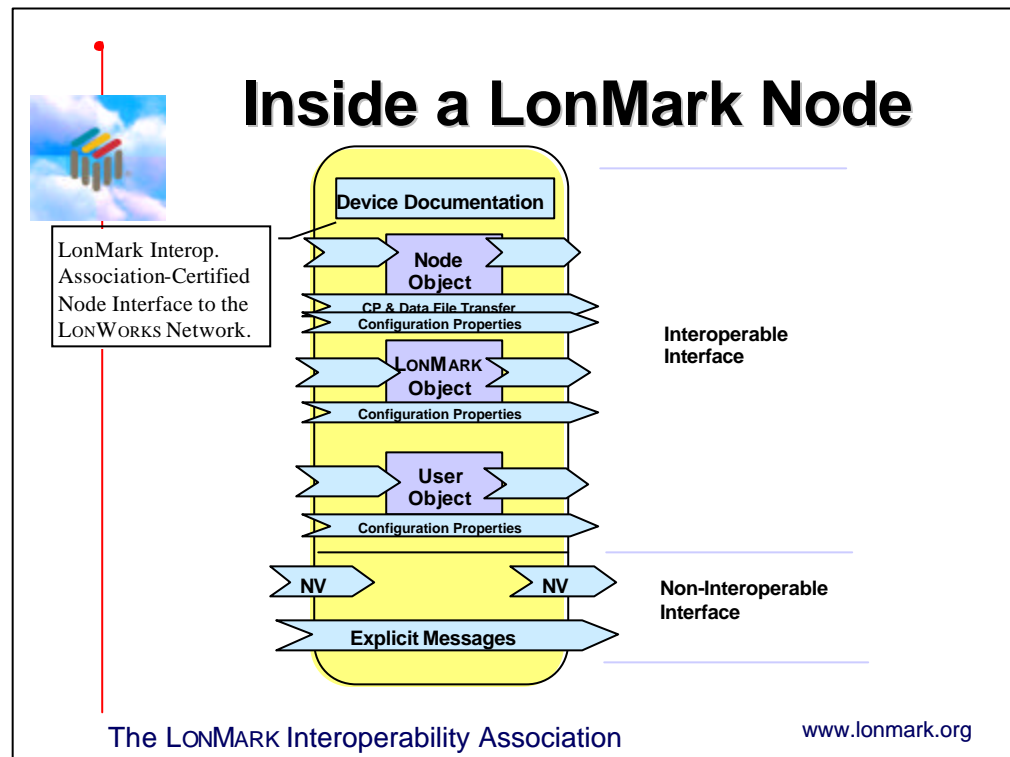 Inside a LonMark Node
Device Documentation
LonMark Interop.
Association-Certified
Node Interface to the
LONWORKS Network.
Node
Object
CP & Data File Transfer
Configuration Properties
LONMARK
Object
Configuration Properties
Interoperable
Interface
User
Object
Configuration Properties
NV
NV
Non-Interoperable
Interface
Explicit Messages
The LONMARK Interoperability Association
www.lonmark.org